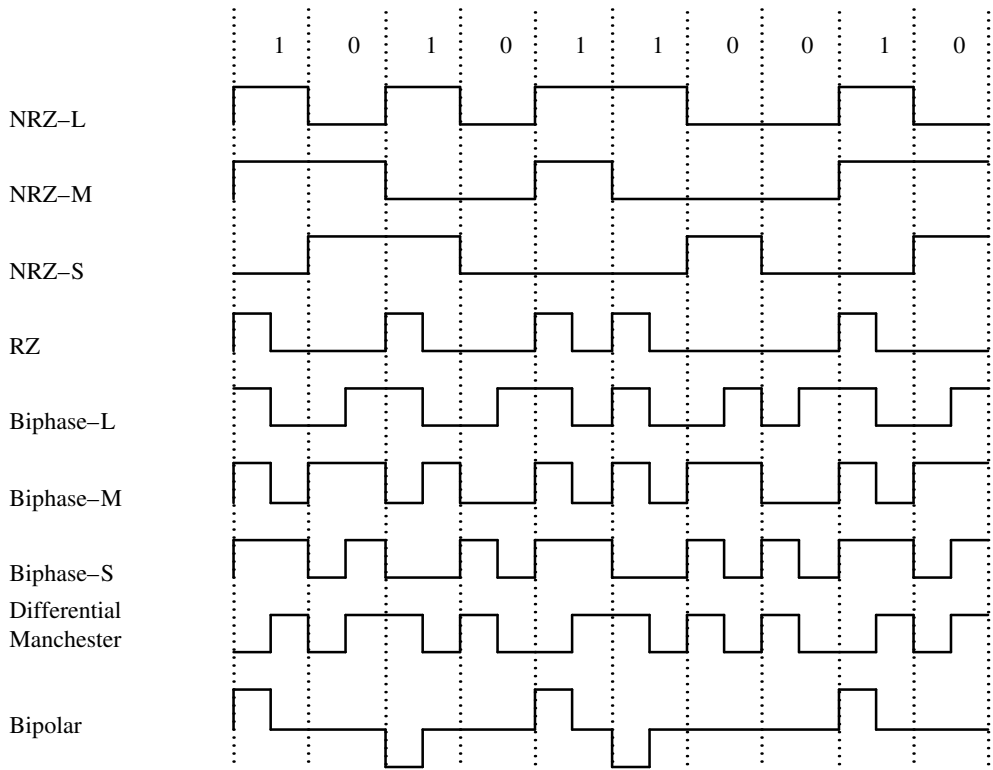 1 0 1 0 1 1 0 0 1 0
NRZ–L
NRZ–M
NRZ–S
RZ
Biphase–L
Biphase–M
Biphase–S
Differential
Manchester
Bipolar